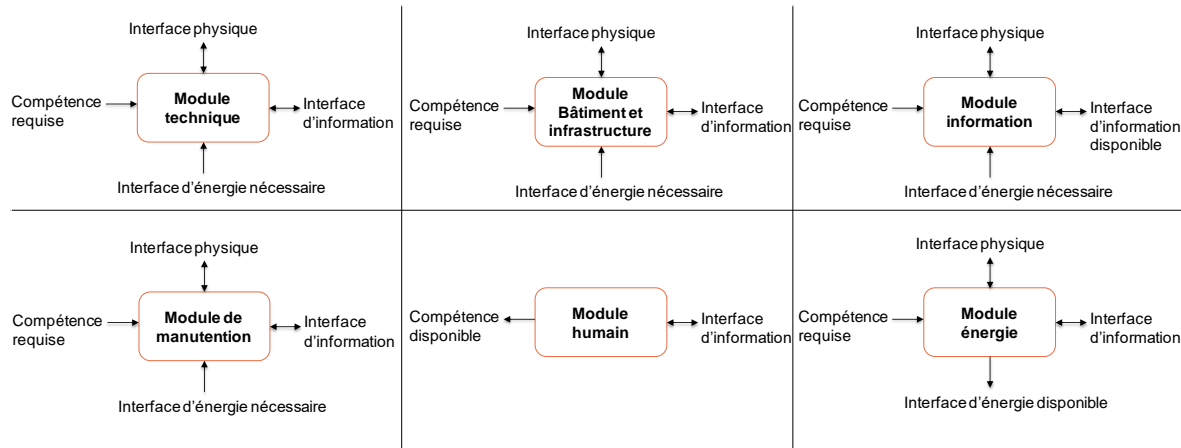 Interface physique
Compétence
requise
Module
technique
Interface
d'information
Interface d'énergie nécessaire
Interface physique
Compétence
requise
Module
Bâtiment et
infrastructure
Interface
d'information
Interface d'énergie nécessaire
Interface physique
Compétence
requise
Module
information
Interface
d'information
disponible
Interface d'énergie nécessaire
Interface physique
Compétence
requise
Module de
manutention
Interface
d'information
Interface d'énergie nécessaire
Compétence
disponible
Module
humain
Interface
d'information
Interface physique
Compétence
requise
Module
énergie
Interface
d'information
Interface d'énergie disponible